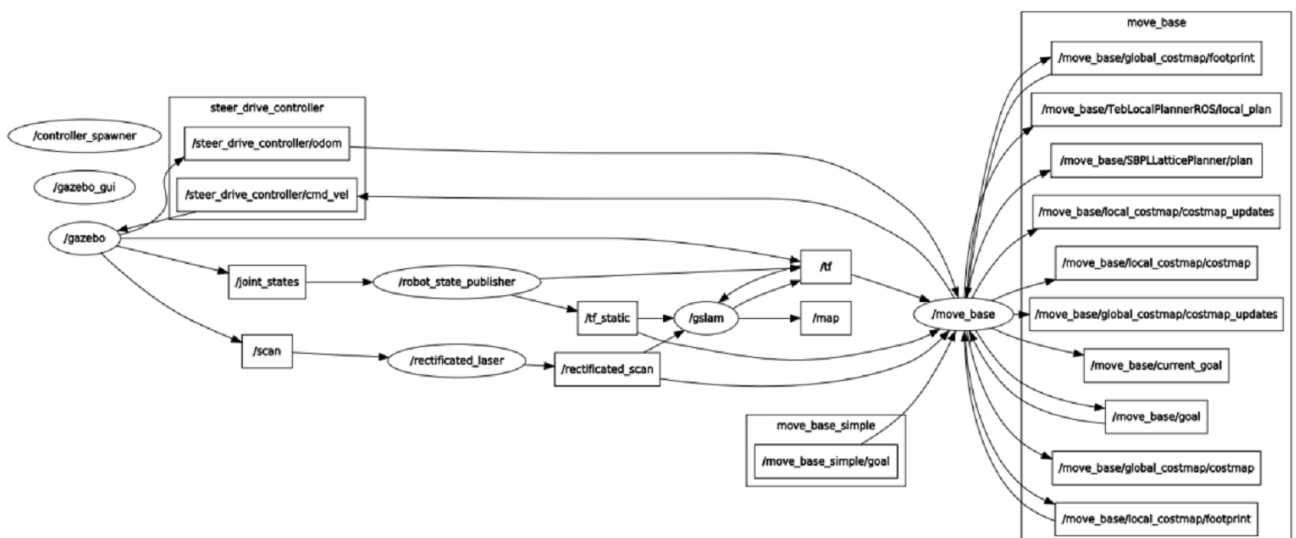 move_base
/move_base/global_costmap/footprint
steer_drive_controller
/move_base/TebLocalPlannerROS/local_plan
/controller_spawner
/steer_drive_controller/odom
/move_base/SBPLLatticePlanner/plan
/gazebo_gui
/steer_drive_controller/cmd_vel
/move_base/local_costmap/costmap_updates
/gazebo
/move_base/local_costmap/costmap
/tf
/joint_states
/robot_state_publisher
/move_base
/move_base/global_costmap/costmap_updates
/tf_static
/gslam
/map
/scan
/rectificated_laser
/rectificated_scan
/move_base/current_goal
/move_base/goal
move_base_simple
/move_base_simple/goal
/move_base/global_costmap/costmap
/move_base/local_costmap/footprint